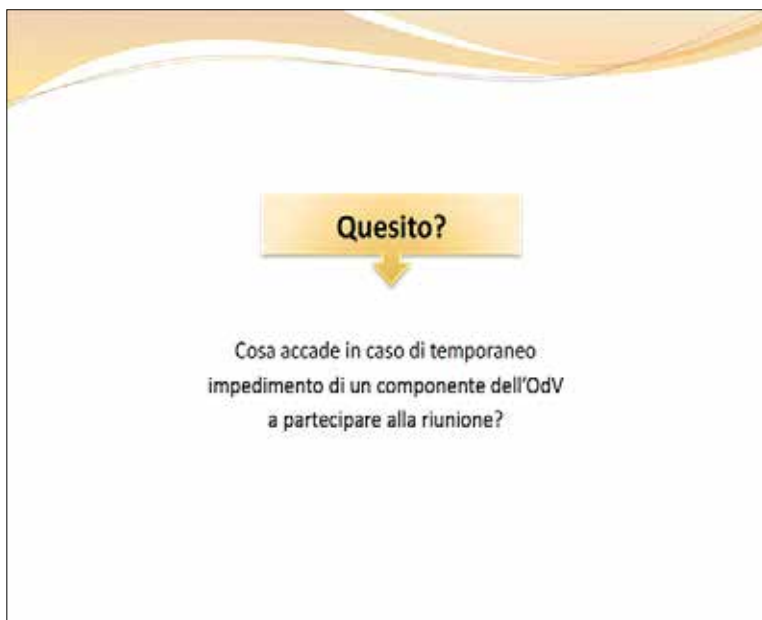 Quesito?
Cosa accade in caso di temporaneo
impedimento di un componente dell'OdV
a partecipare alla riunione?